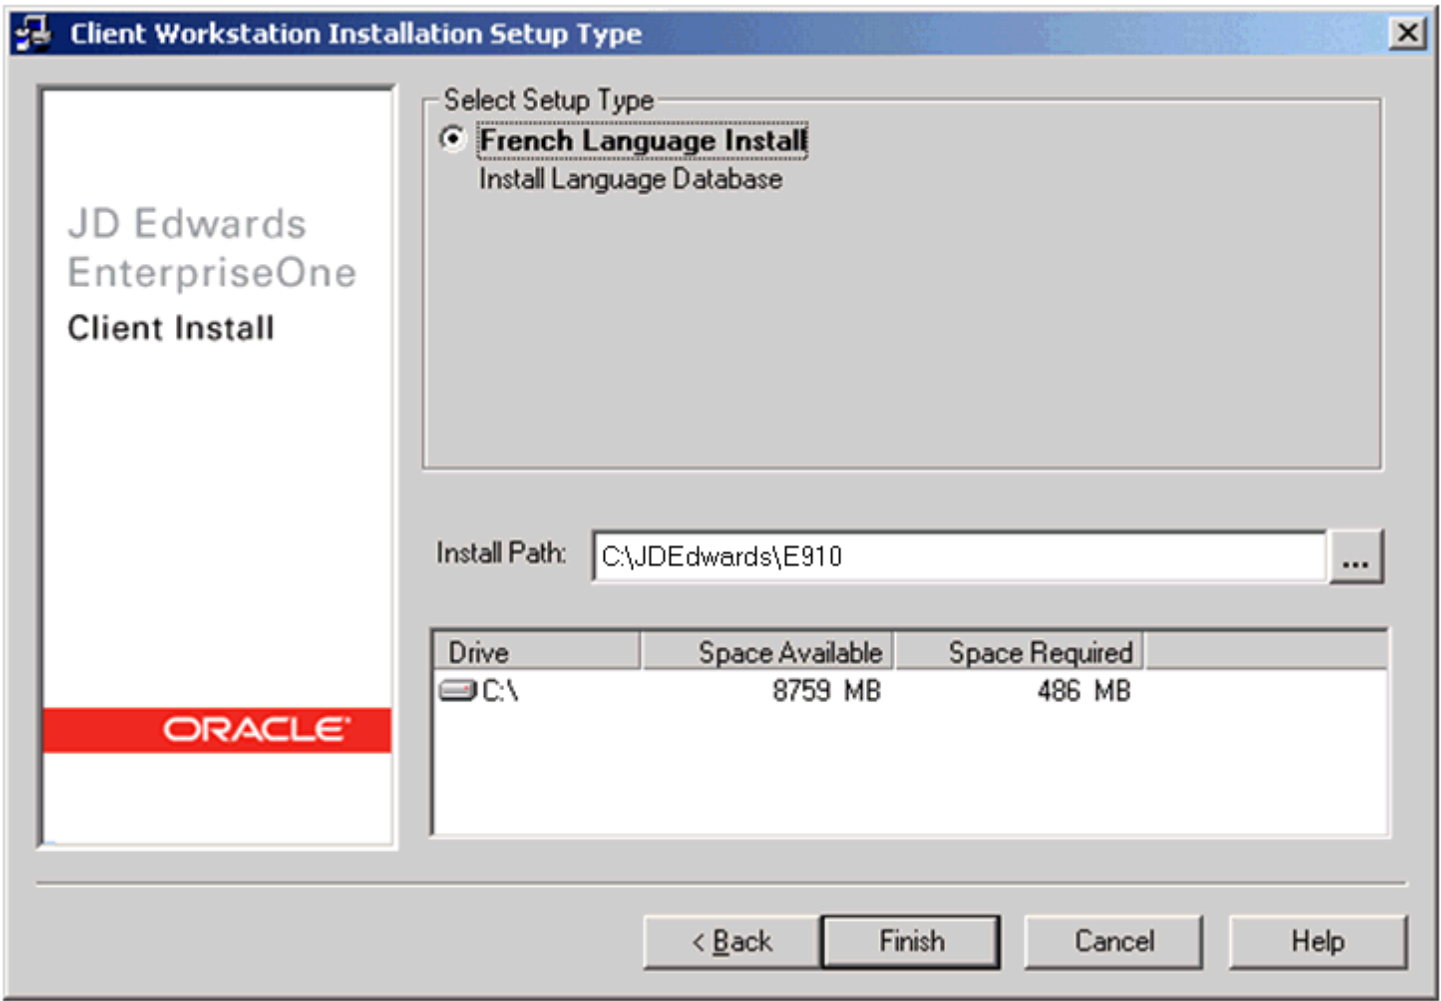 Client Workstation Installation Setup Type
JD Edwards
EnterpriseOne
Client Install
ORACLE
Select Setup Type
French Language Install
Install Language Database
Install Path:
C:\JDEdwards\E910
...
Drive Space Available Space Required
C:\ 8759 MB 486 MB
< Back
Finish
Cancel
Help